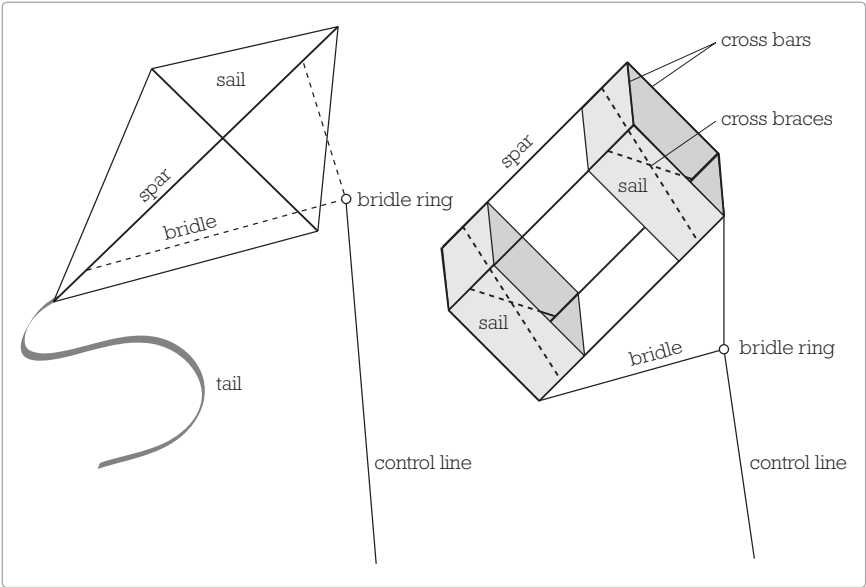 sail
spar
bridle
bridle ring
tail
control line
cross bars
cross braces
spar
sail
sail
bridle
bridle ring
control line